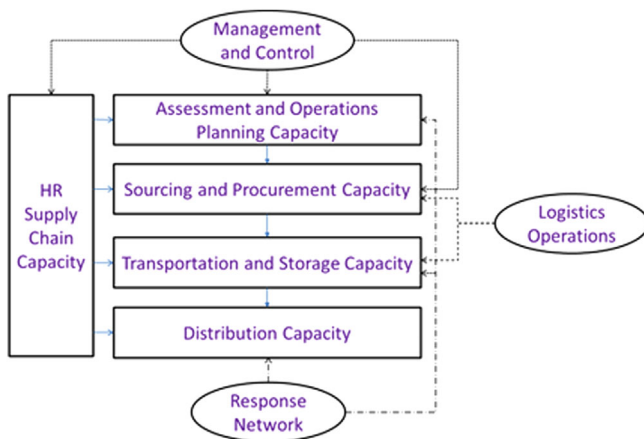 Management
and Control
Assessment and Operations
Planning Capacity
HR
Supply
Chain
Capacity
Sourcing and Procurement Capacity
Logistics
Operations
Transportation and Storage Capacity
Distribution Capacity
Response
Network